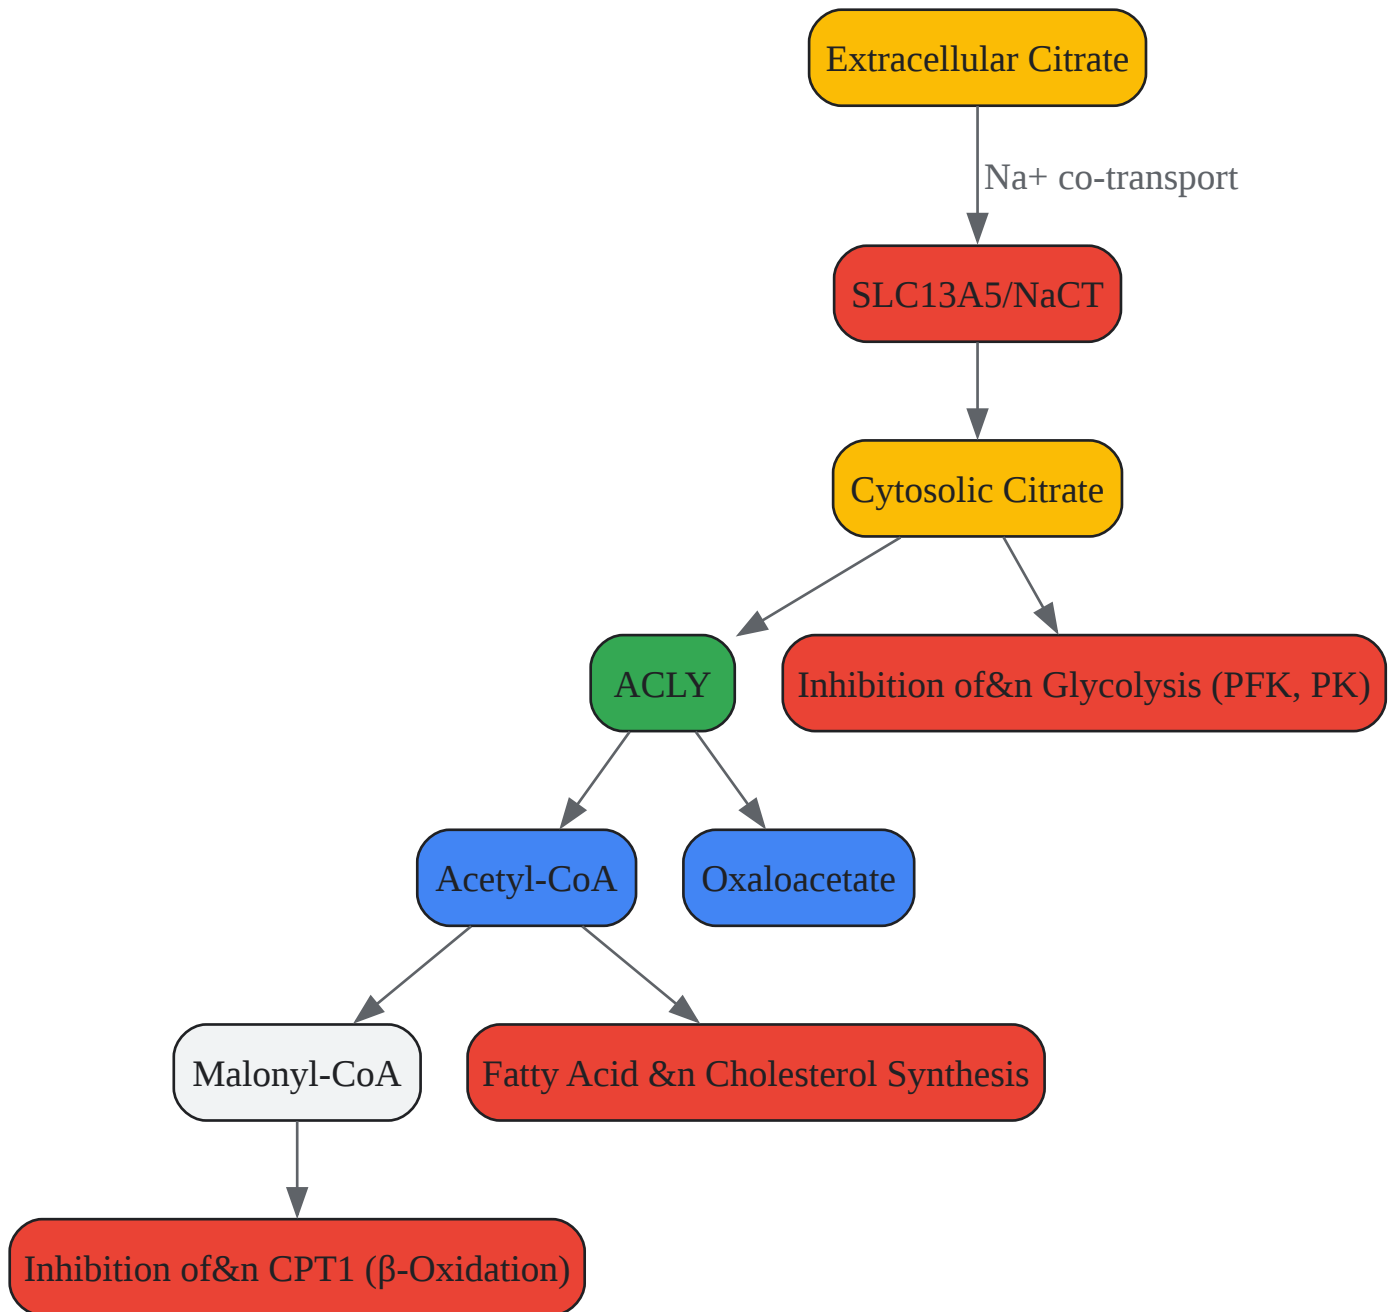 Extracellular Citrate
Na+ co-transport
SLC13A5/NaCT
Cytosolic Citrate
ACLY
Inhibition of&n Glycolysis (PFK, PK)
Acetyl-CoA
Oxaloacetate
Malonyl-CoA
Fatty Acid &n Cholesterol Synthesis
Inhibition of&n CPT1 (β-Oxidation)